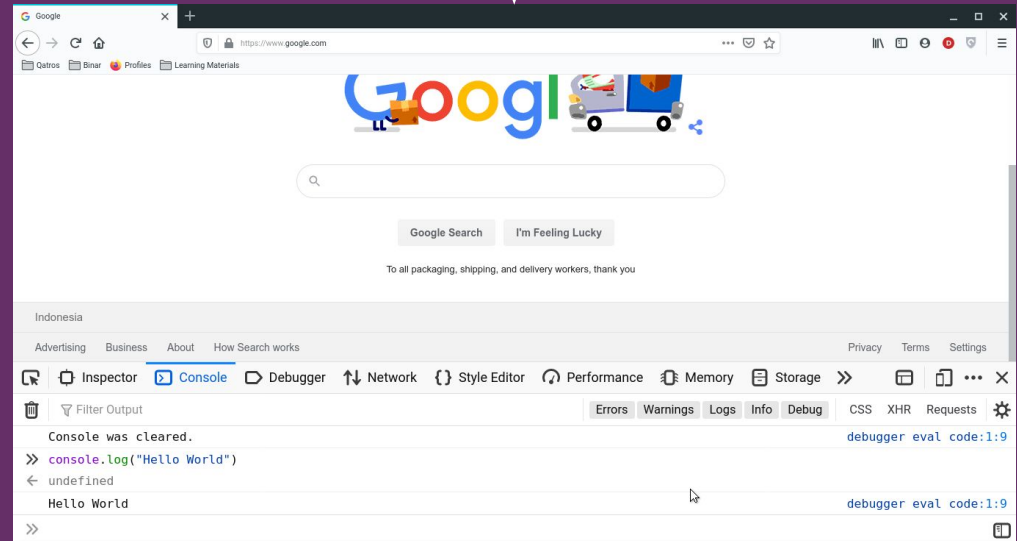 Google
https://www.google.com
Qatros Binar Profiles Learning Materials
Googl
Google Search I'm Feeling Lucky
To all packaging, shipping, and delivery workers, thank you
Indonesia
Advertising Business About How Search works Privacy Terms Settings
Inspector Console Debugger Network Style Editor Performance Memory Storage
Filter Output Errors Warnings Logs Info Debug CSS XHR Requests
Console was cleared. debugger eval code:1:9
console.log("Hello World")
undefined
Hello World debugger eval code:1:9